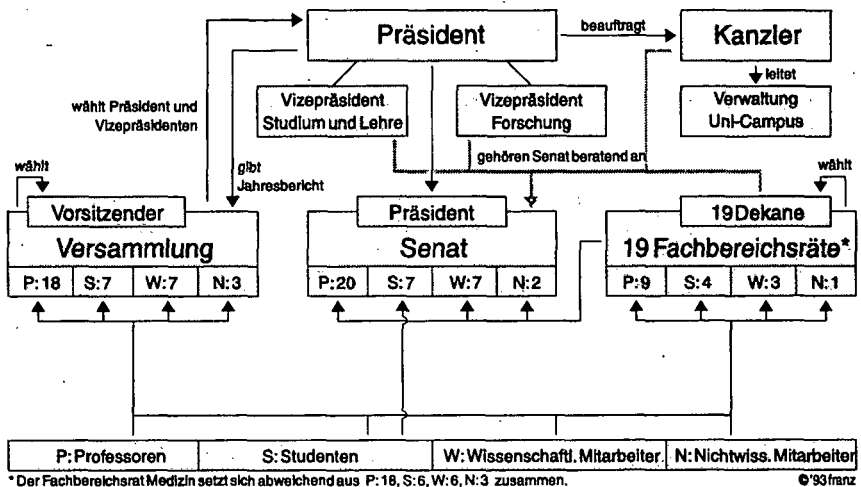 Präsident
beauftragt
Kanzler
leitet
wählt Präsident und
Vizepräsidenten
Vizepräsident
Studium und Lehre
Vizepräsident
Forschung
Verwaltung
Uni-Campus
gehören Senat beratend an
wählt
gibt
Jahresbericht
wählt
Vorsitzender
Präsident
19 Dekane
Versammlung
Senat
19 Fachbereichsräte*
P:18 S:7 W:7 N:3
P:20 S:7 W:7 N:2
P:9 S:4 W:3 N:1
P: Professoren
S: Studenten
W: Wissenschaftl. Mitarbeiter
N: Nichtwiss. Mitarbeiter
* Der Fachbereichsrat Medizin setzt sich abweichend aus P:18, S:6, W:6, N:3 zusammen.
©'93 franz